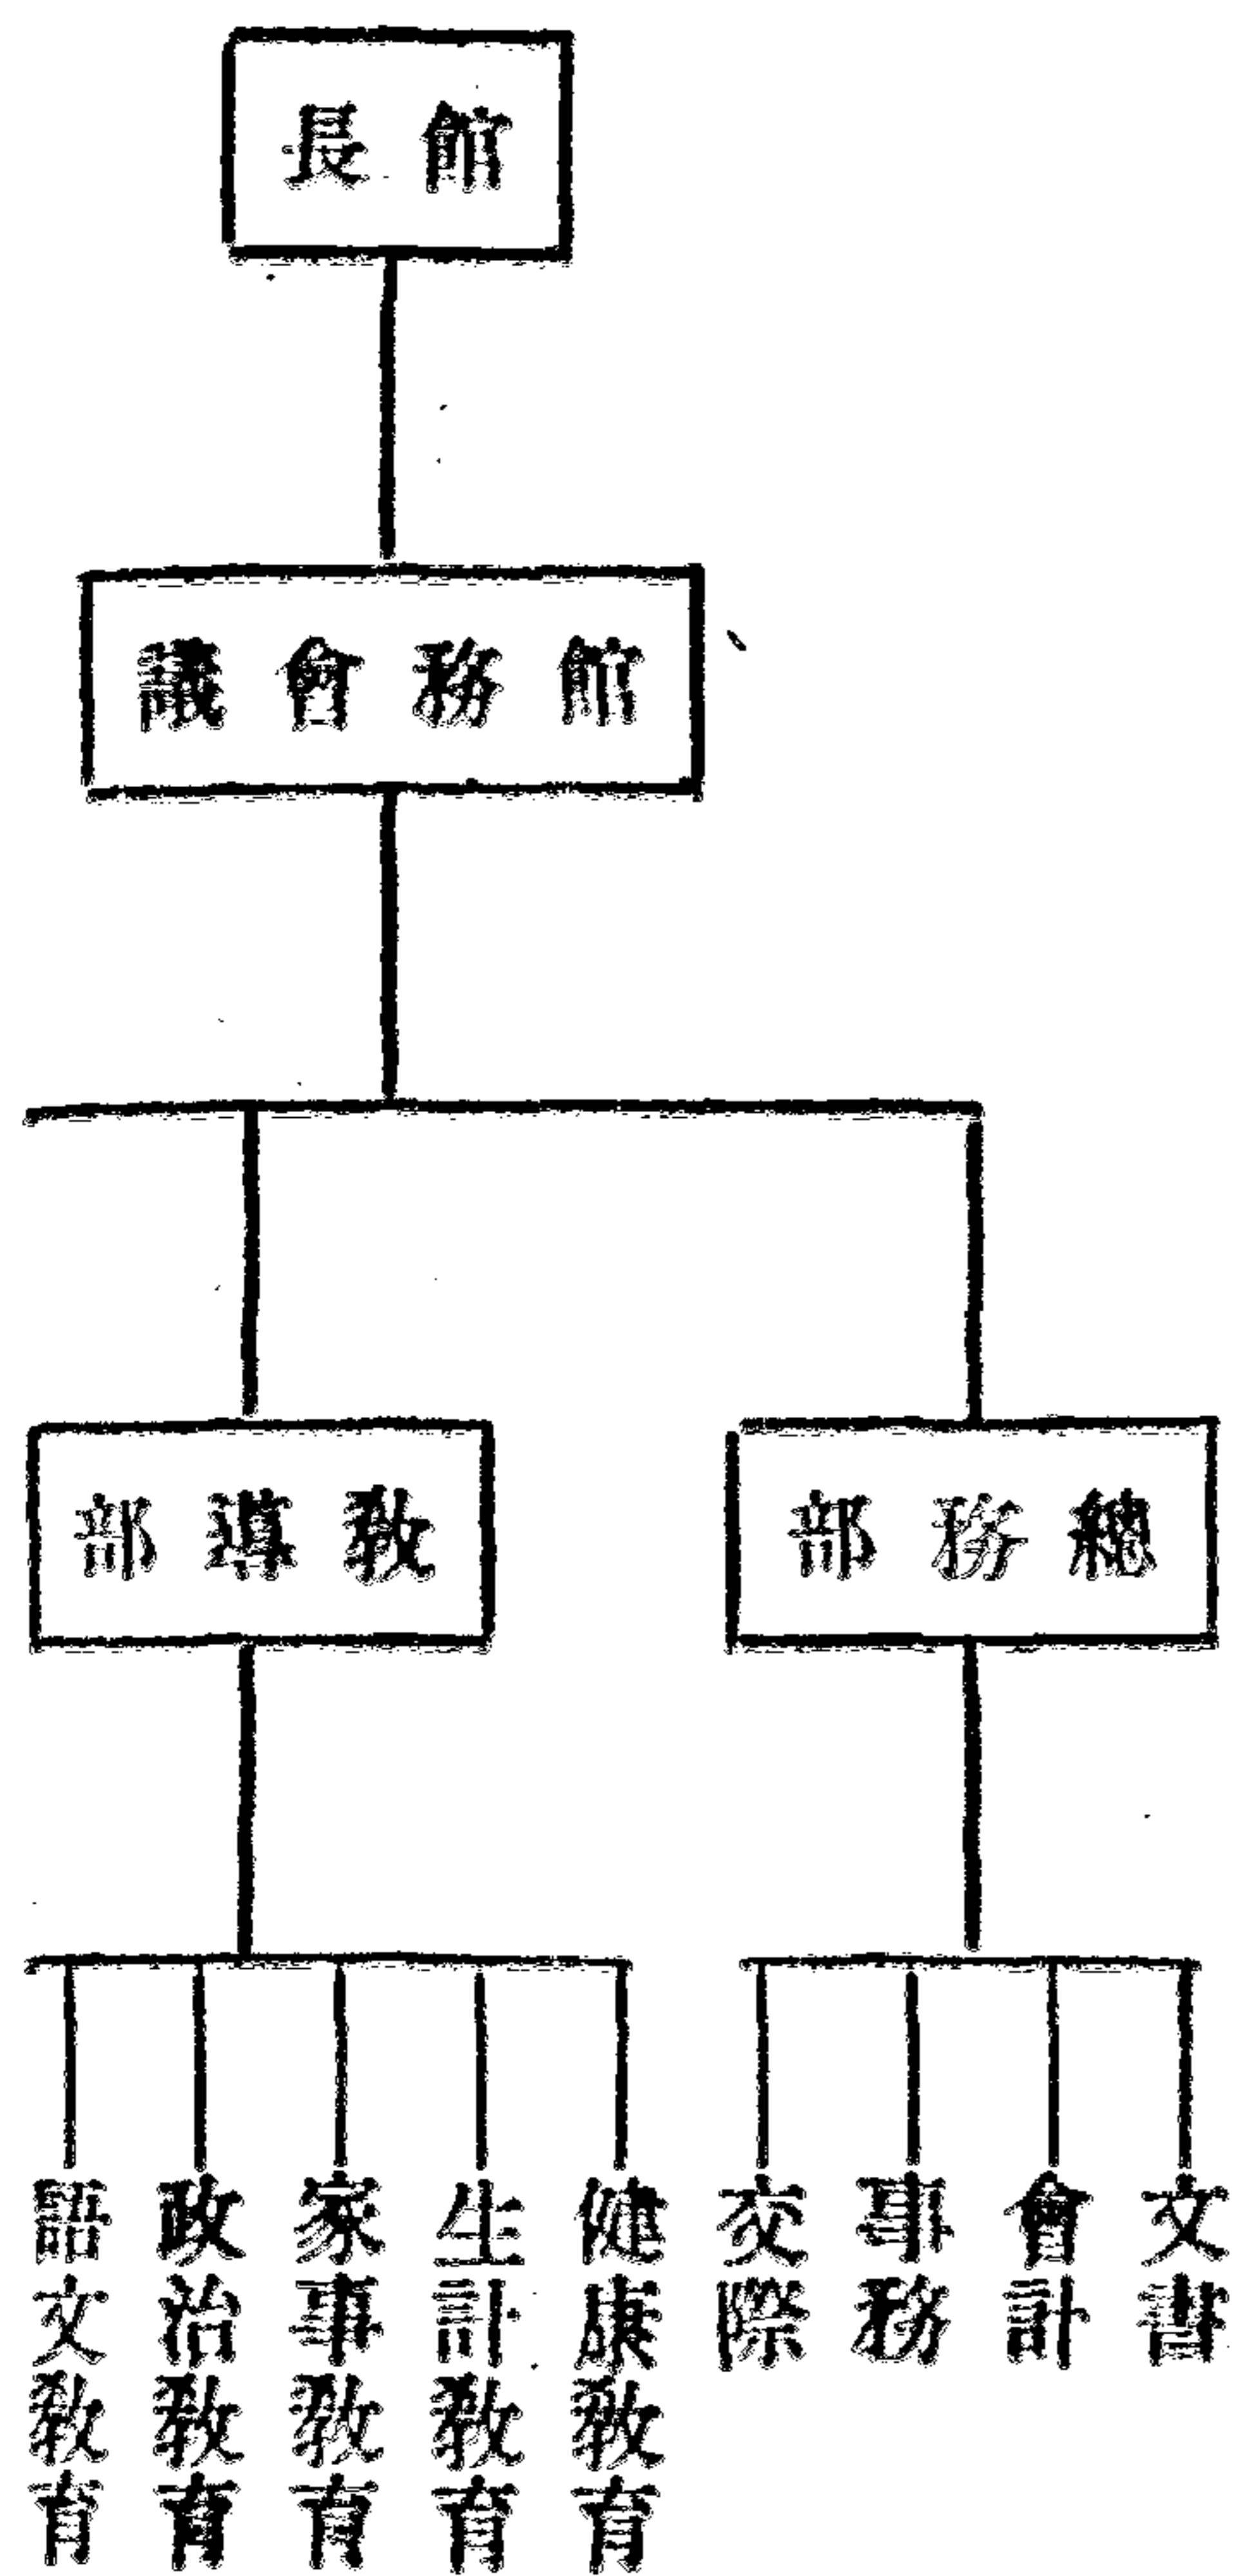 館長
館務會議
總務部
教導部
文書
會計
事務
交際
健康教育
生計教育
家事教育
政治教育
語文教育